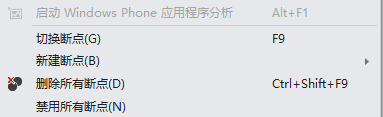 启动 Windows Phone 应用程序分析 Alt+F1
切换断点(G) F9
新建断点(B)
删除所有断点(D) Ctrl+Shift+F9
禁用所有断点(N)